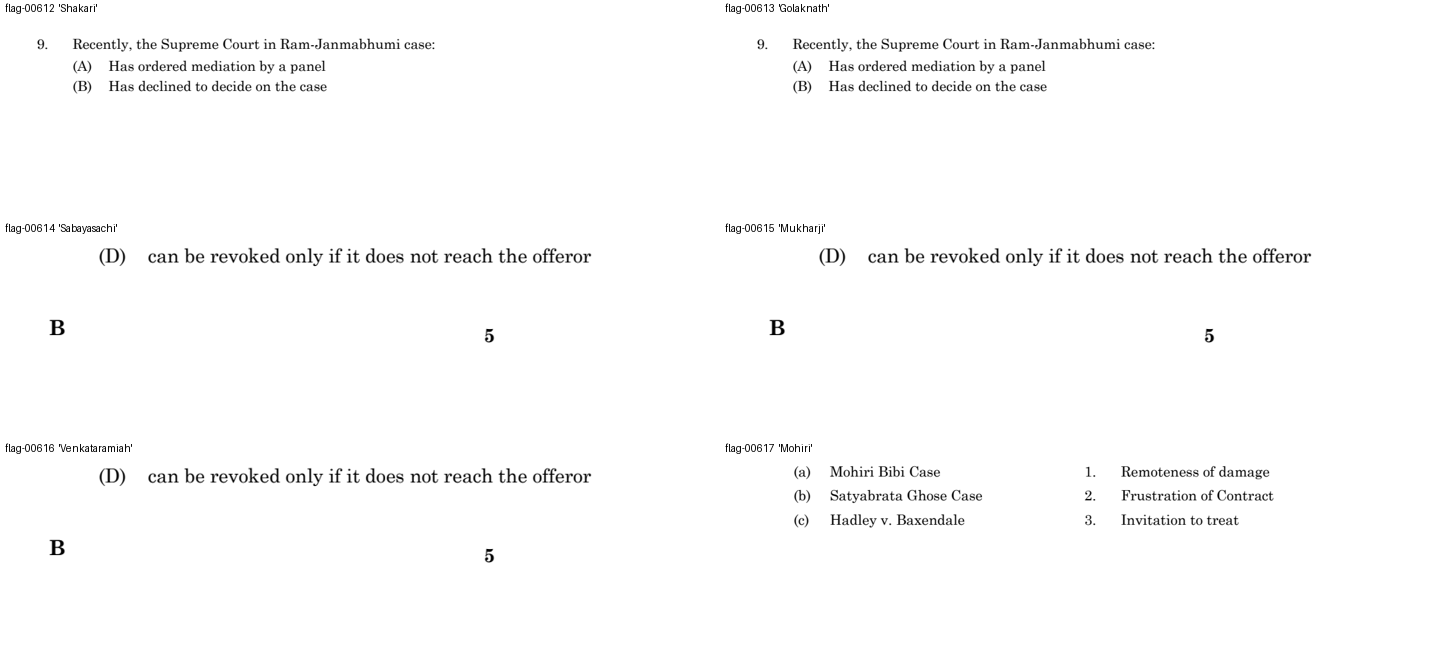 flag-00612 'Shakari'
9. Recently, the Supreme Court in Ram-Janmabhumi case:
(A) Has ordered mediation by a panel
(B) Has declined to decide on the case
flag-00613 'Golaknath'
9. Recently, the Supreme Court in Ram-Janmabhumi case:
(A) Has ordered mediation by a panel
(B) Has declined to decide on the case
flag-00614 'Sabayasachi'
(D) can be revoked only if it does not reach the offeror
B 5
flag-00615 'Mukharji'
(D) can be revoked only if it does not reach the offeror
B 5
flag-00616 'Venkataramiah'
(D) can be revoked only if it does not reach the offeror
B 5
flag-00617 'Mohiri'
(a) Mohiri Bibi Case 1. Remoteness of damage
(b) Satyabrata Ghose Case 2. Frustration of Contract
(c) Hadley v. Baxendale 3. Invitation to treat